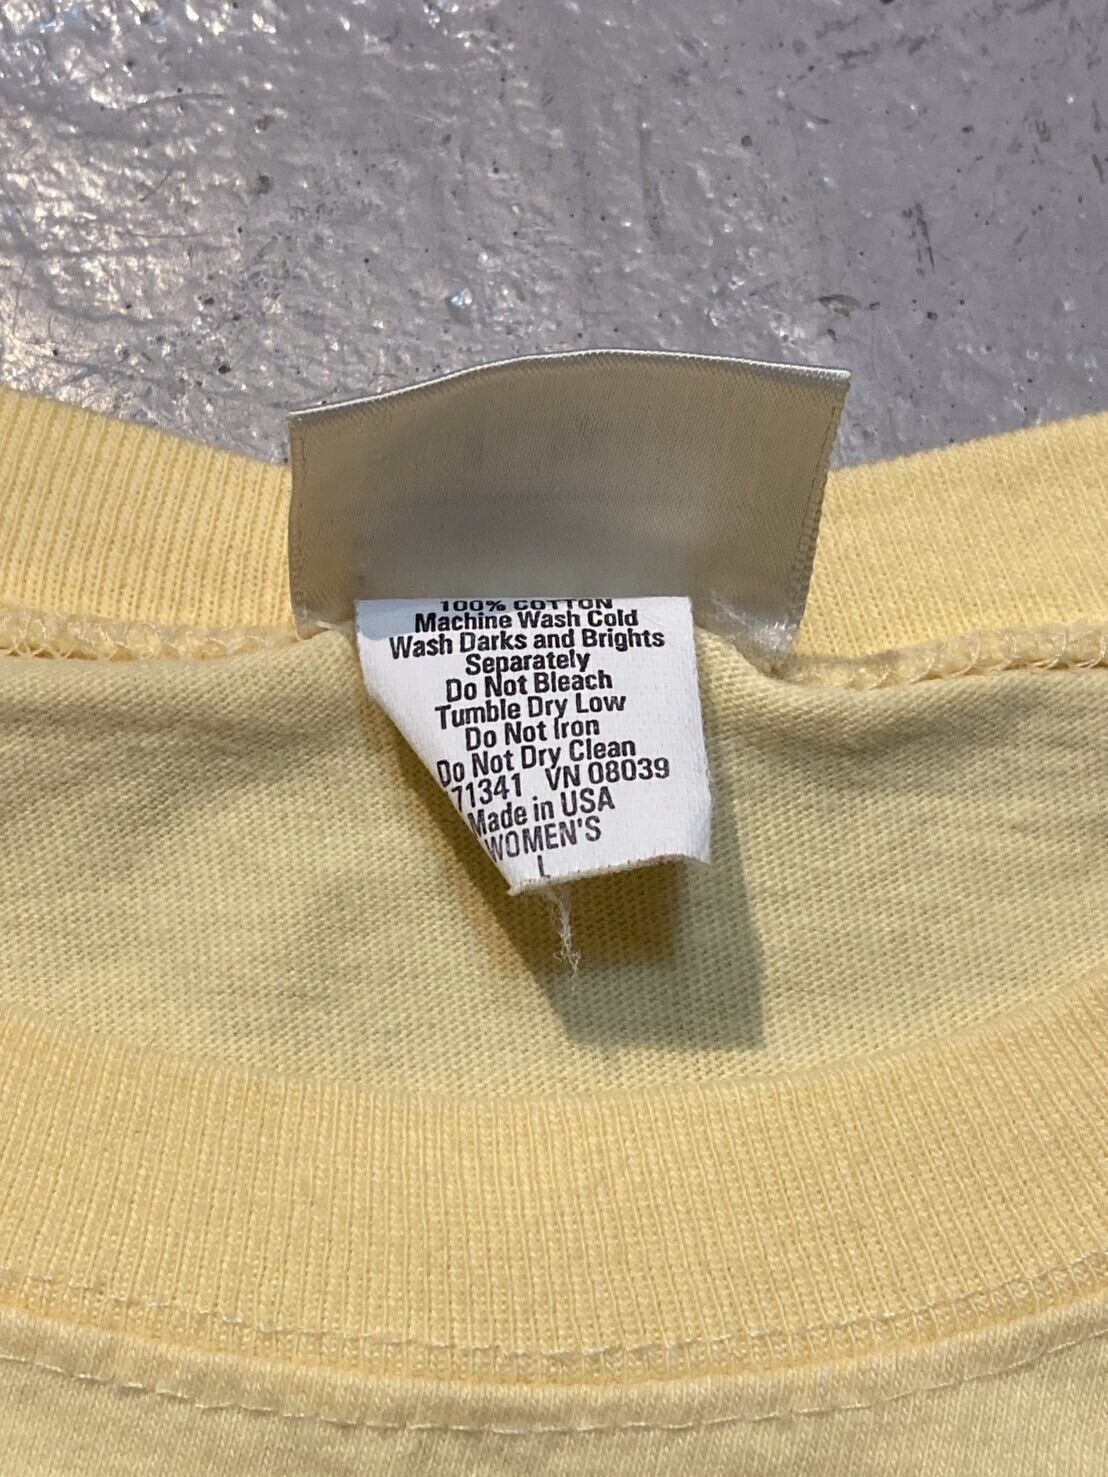 100% COTTON
Machine Wash Cold
Wash Darks and Brights
Separately
Do Not Bleach
Tumble Dry Low
Do Not Iron
Do Not Dry Clean
71341 VN 08039
Made in USA
WOMEN'S
L